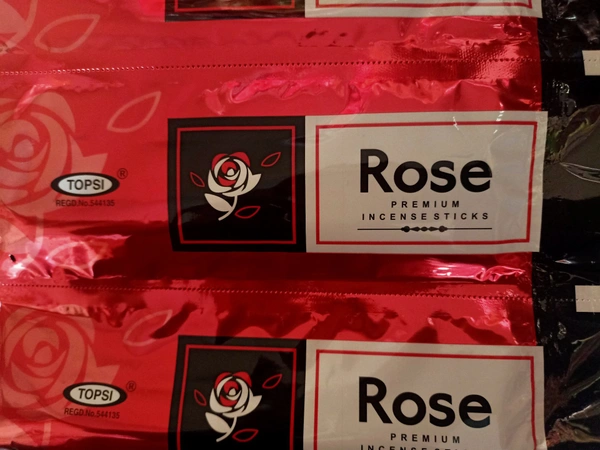 TOPSI ®
REGD.No.544135
Rose
PREMIUM
INCENSE STICKS
TOPSI ®
REGD.No.544135
Rose
PREMIUM